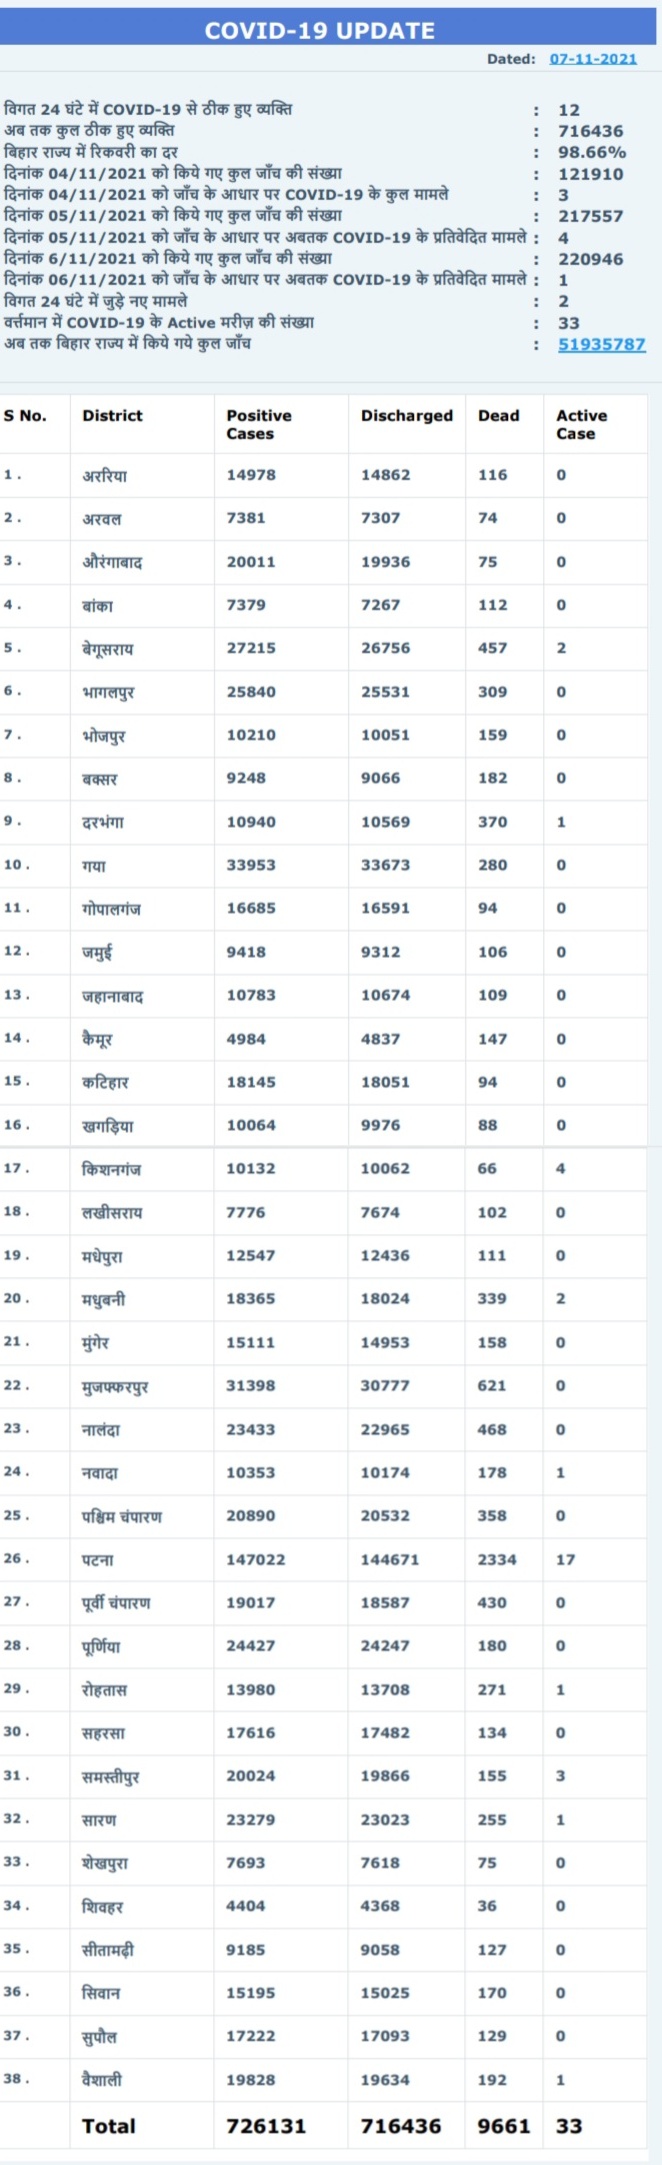 COVID-19 UPDATE
Dated: 07-11-2021
विगत 24 घंटे में COVID-19 से ठीक हुए व्यक्ति : 12
अब तक कुल ठीक हुए व्यक्ति : 716436
बिहार राज्य में रिकवरी का दर : 98.66%
दिनांक 04/11/2021 को किये गए कुल जाँच की संख्या : 121910
दिनांक 04/11/2021 को जाँच के आधार पर COVID-19 के कुल मामले : 3
दिनांक 05/11/2021 को किये गए कुल जाँच की संख्या : 217557
दिनांक 05/11/2021 को जाँच के आधार पर अबतक COVID-19 के प्रतिवेदित मामले : 4
दिनांक 6/11/2021 को किये गए कुल जाँच की संख्या : 220946
दिनांक 06/11/2021 को जाँच के आधार पर अबतक COVID-19 के प्रतिवेदित मामले : 1
विगत 24 घंटे में जुड़े नए मामले : 2
वर्त्तमान में COVID-19 के Active मरीज़ की संख्या : 33
अब तक बिहार राज्य में किये गये कुल जाँच : 51935787
S No. District Positive Cases Discharged Dead Active Case
1 . अररिया 14978 14862 116 0
2 . अरवल 7381 7307 74 0
3 . औरंगाबाद 20011 19936 75 0
4 . बांका 7379 7267 112 0
5 . बेगूसराय 27215 26756 457 2
6 . भागलपुर 25840 25531 309 0
7 . भोजपुर 10210 10051 159 0
8 . बक्सर 9248 9066 182 0
9 . दरभंगा 10940 10569 370 1
10 . गया 33953 33673 280 0
11 . गोपालगंज 16685 16591 94 0
12 . जमुई 9418 9312 106 0
13 . जहानाबाद 10783 10674 109 0
14 . कैमूर 4984 4837 147 0
15 . कटिहार 18145 18051 94 0
16 . खगड़िया 10064 9976 88 0
17 . किशनगंज 10132 10062 66 4
18 . लखीसराय 7776 7674 102 0
19 . मधेपुरा 12547 12436 111 0
20 . मधुबनी 18365 18024 339 2
21 . मुंगेर 15111 14953 158 0
22 . मुजफ्फरपुर 31398 30777 621 0
23 . नालंदा 23433 22965 468 0
24 . नवादा 10353 10174 178 1
25 . पश्चिम चंपारण 20890 20532 358 0
26 . पटना 147022 144671 2334 17
27 . पूर्वी चंपारण 19017 18587 430 0
28 . पूर्णिया 24427 24247 180 0
29 . रोहतास 13980 13708 271 1
30 . सहरसा 17616 17482 134 0
31 . समस्तीपुर 20024 19866 155 3
32 . सारण 23279 23023 255 1
33 . शेखपुरा 7693 7618 75 0
34 . शिवहर 4404 4368 36 0
35 . सीतामढ़ी 9185 9058 127 0
36 . सिवान 15195 15025 170 0
37 . सुपौल 17222 17093 129 0
38 . वैशाली 19828 19634 192 1
Total 726131 716436 9661 33